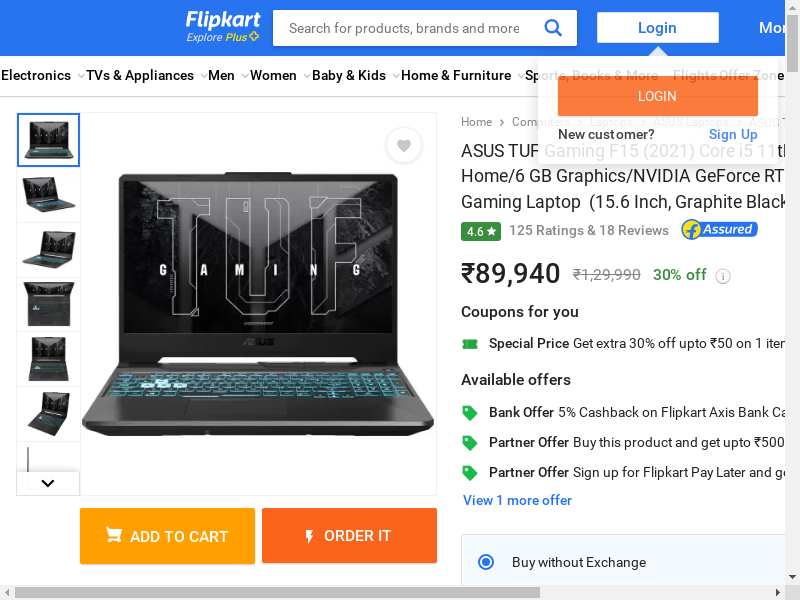 Flipkart
Explore Plus
Search for products, brands and more
Login
Electronics
TVs & Appliances
Men
Women
Baby & Kids
Home & Furniture
Sports, Books & More
Flights
Offer Zone
LOGIN
New customer?
Sign Up
Home
Computers
Laptops
ASUS Laptops
ASUS
ASUS TUF Gaming F15 (2021) Core i5
Home/6 GB Graphics/NVIDIA GeForce
Gaming Laptop (15.6 Inch, Graphite Black
4.6
125 Ratings & 18 Reviews
Assured
₹89,940
₹1,29,990
30% off
i
Coupons for you
Special Price Get extra 30% off upto ₹50 on 1
Available offers
Bank Offer 5% Cashback on Flipkart Axis Bank
Partner Offer Buy this product and get upto ₹500
Partner Offer Sign up for Flipkart Pay Later and
View 1 more offer
Buy without Exchange
TUF
GAMING
ASUS
ADD TO CART
ORDER IT